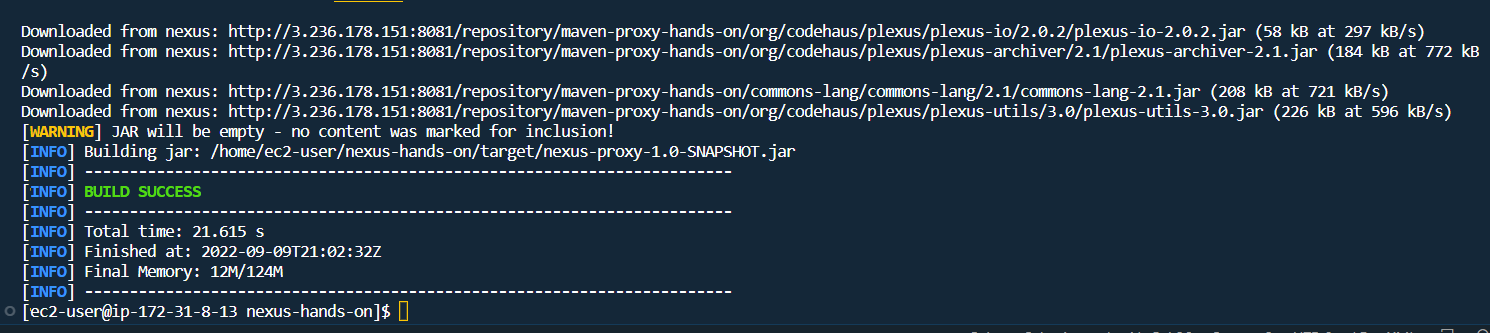 Downloaded from nexus: http://3.236.178.151:8081/repository/maven-proxy-hands-on/org/codehaus/plexus/plexus-io/2.0.2/plexus-io-2.0.2.jar (58 kB at 297 kB/s)
Downloaded from nexus: http://3.236.178.151:8081/repository/maven-proxy-hands-on/org/codehaus/plexus/plexus-archiver/2.1/plexus-archiver-2.1.jar (184 kB at 772 kB
/s)
Downloaded from nexus: http://3.236.178.151:8081/repository/maven-proxy-hands-on/commons-lang/commons-lang/2.1/commons-lang-2.1.jar (208 kB at 721 kB/s)
Downloaded from nexus: http://3.236.178.151:8081/repository/maven-proxy-hands-on/org/codehaus/plexus/plexus-utils/3.0/plexus-utils-3.0.jar (226 kB at 596 kB/s)
[WARNING] JAR will be empty - no content was marked for inclusion!
[INFO] Building jar: /home/ec2-user/nexus-hands-on/target/nexus-proxy-1.0-SNAPSHOT.jar
[INFO] ------------------------------------------------------------------------
[INFO] BUILD SUCCESS
[INFO] ------------------------------------------------------------------------
[INFO] Total time: 21.615 s
[INFO] Finished at: 2022-09-09T21:02:32Z
[INFO] Final Memory: 12M/124M
[INFO] ------------------------------------------------------------------------
[ec2-user@ip-172-31-8-13 nexus-hands-on]$